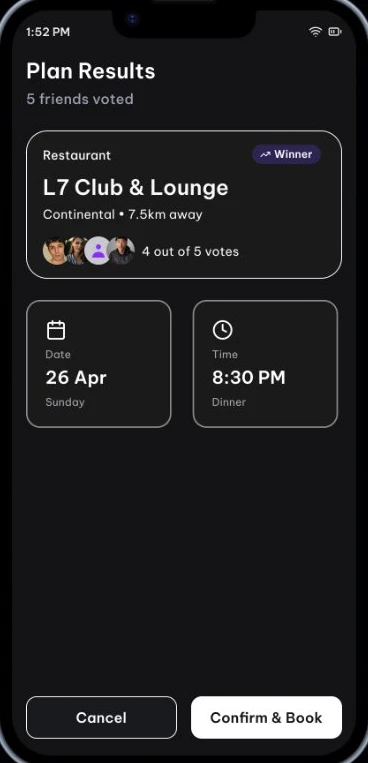 1:52 PM
Plan Results
5 friends voted
Restaurant
Winner
L7 Club & Lounge
Continental • 7.5km away
4 out of 5 votes
Date
26 Apr
Sunday
Time
8:30 PM
Dinner
Cancel
Confirm & Book